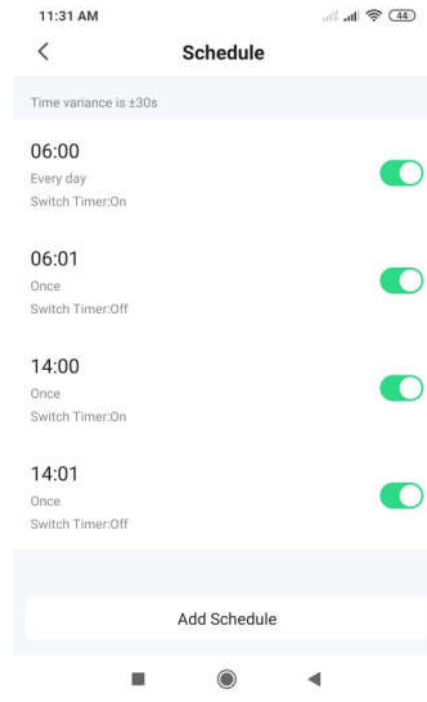 11:31 AM
44
Schedule
Time variance is ±30s
06:00
Every day
Switch Timer:On
06:01
Once
Switch Timer:Off
14:00
Once
Switch Timer:On
14:01
Once
Switch Timer:Off
Add Schedule